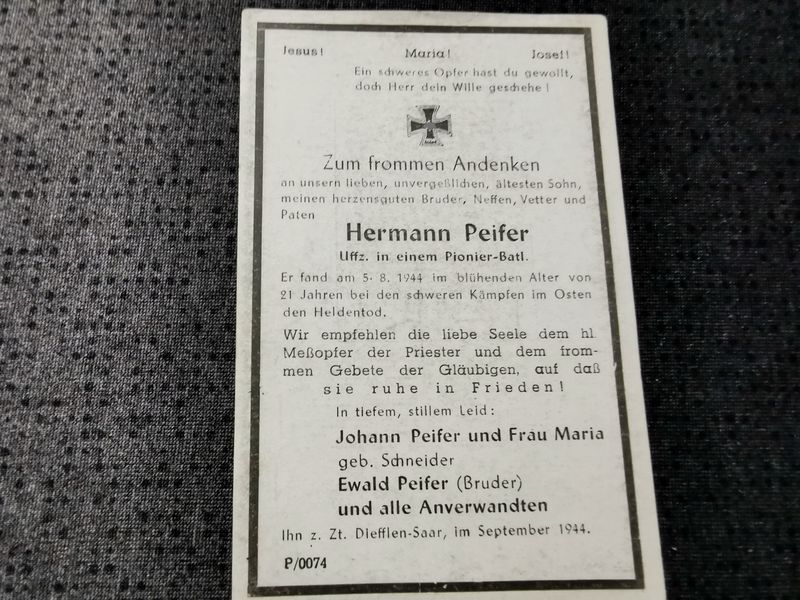 Jesus! Maria! Josef!
Ein schweres Opfer hast du gewollt,
doch Herr dein Wille geschehe!
Zum frommen Andenken
an unsern lieben, unvergeßlichen, ältesten Sohn,
meinen herzensguten Bruder, Neffen, Vetter und
Paten
Hermann Peifer
Uffz. in einem Pionier-Batl.
Er fand am 5. 8. 1944 im blühenden Alter von
21 Jahren bei den schweren Kämpfen im Osten
den Heldentod.
Wir empfehlen die liebe Seele dem hl.
Meßopfer der Priester und dem from-
men Gebete der Gläubigen, auf daß
sie ruhe in Frieden!
In tiefem, stillem Leid:
Johann Peifer und Frau Maria
geb. Schneider
Ewald Peifer (Bruder)
und alle Anverwandten
Ihn z. Zt. Diefflen-Saar, im September 1944.
P/0074